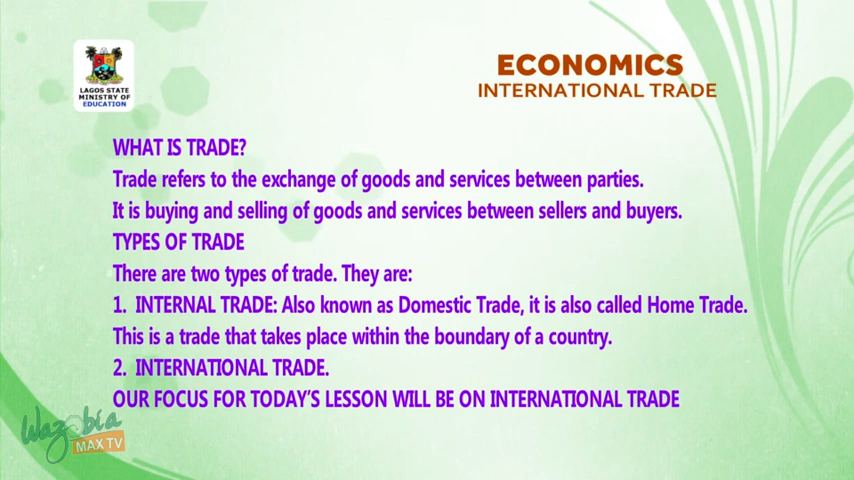 LAGOS STATE
MINISTRY OF
EDUCATION
ECONOMICS
INTERNATIONAL TRADE
WHAT IS TRADE?
Trade refers to the exchange of goods and services between parties.
It is buying and selling of goods and services between sellers and buyers.
TYPES OF TRADE
There are two types of trade. They are:
1. INTERNAL TRADE: Also known as Domestic Trade, it is also called Home Trade.
This is a trade that takes place within the boundary of a country.
2. INTERNATIONAL TRADE.
OUR FOCUS FOR TODAY'S LESSON WILL BE ON INTERNATIONAL TRADE
Wazobia
MAX TV